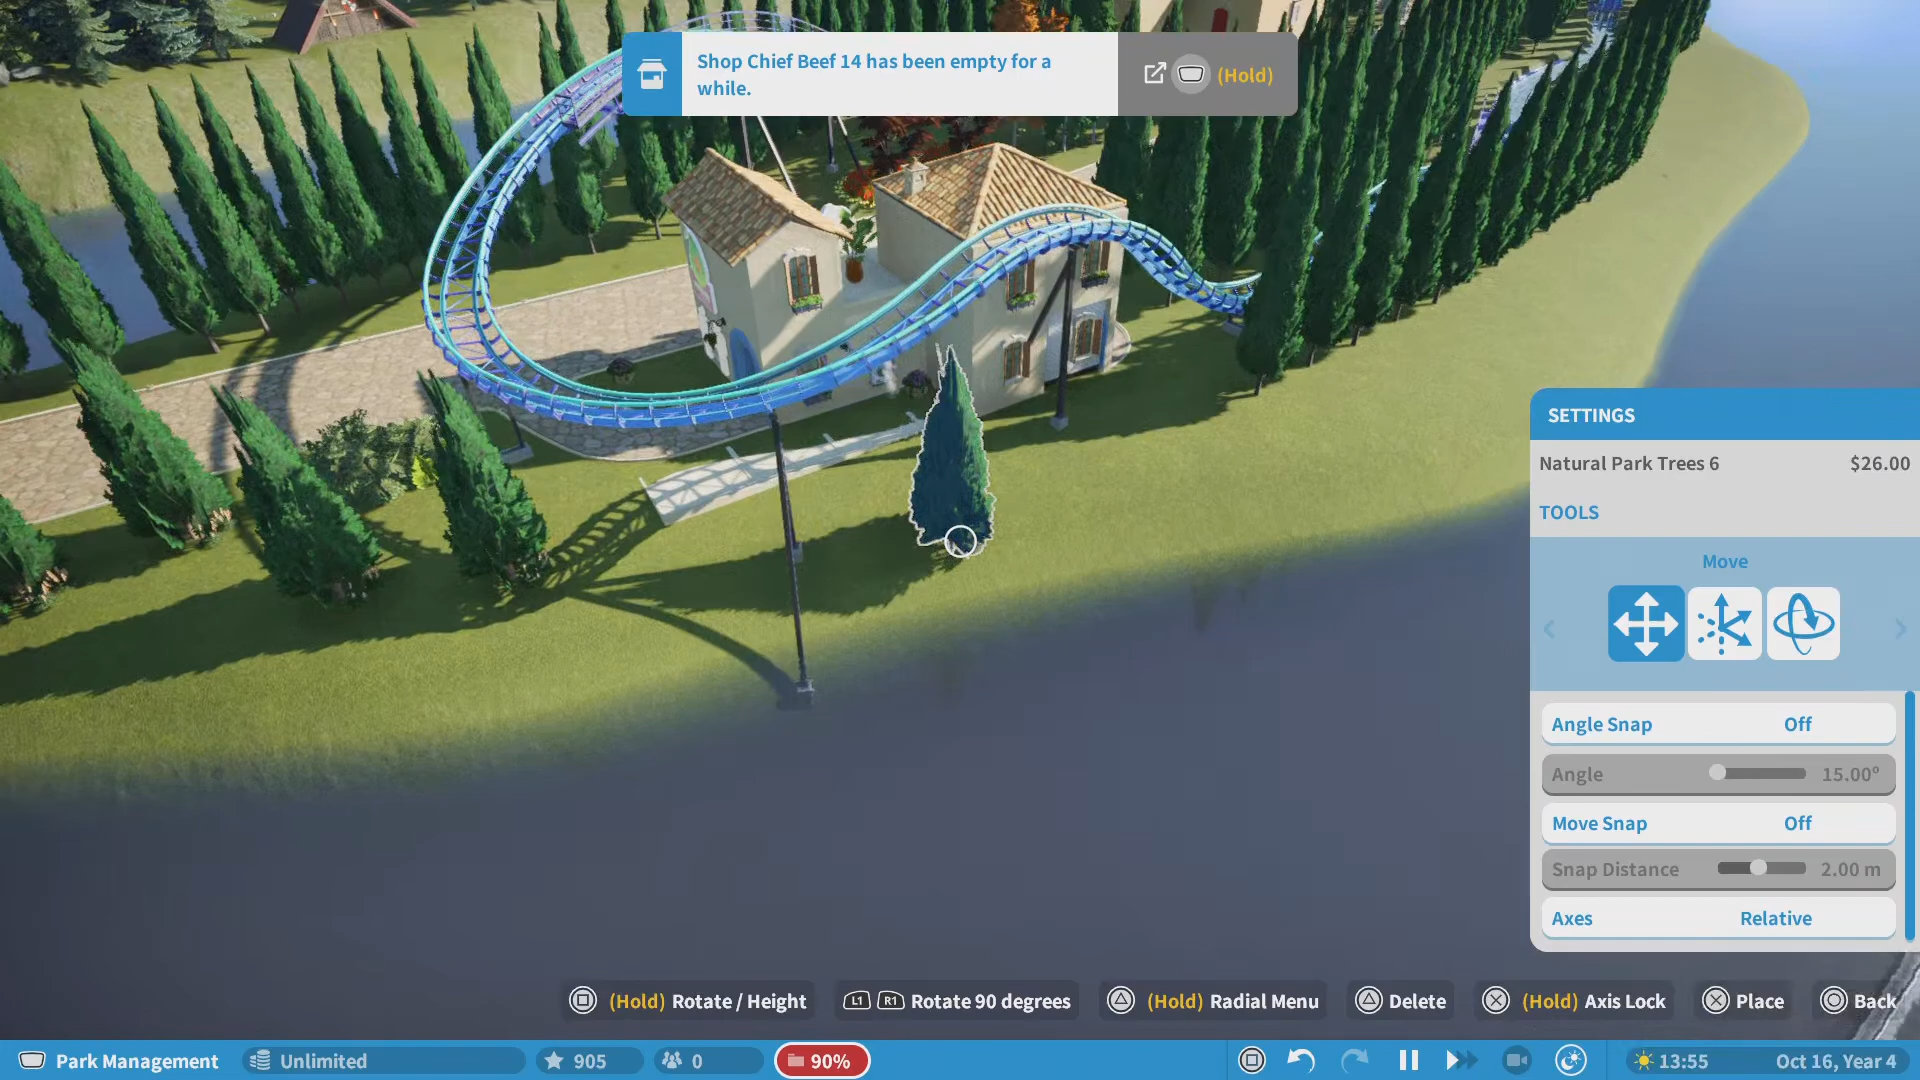 Shop Chief Beef 14 has been empty for a
while.
(Hold)
SETTINGS
Natural Park Trees 6 $26.00
TOOLS
Move
Angle Snap Off
Angle 15.00°
Move Snap Off
Snap Distance 2.00 m
Axes Relative
(Hold) Rotate / Height L1 R1 Rotate 90 degrees (Hold) Radial Menu Delete (Hold) Axis Lock Place Back
Park Management Unlimited 905 0 90% 13:55 Oct 16, Year 4